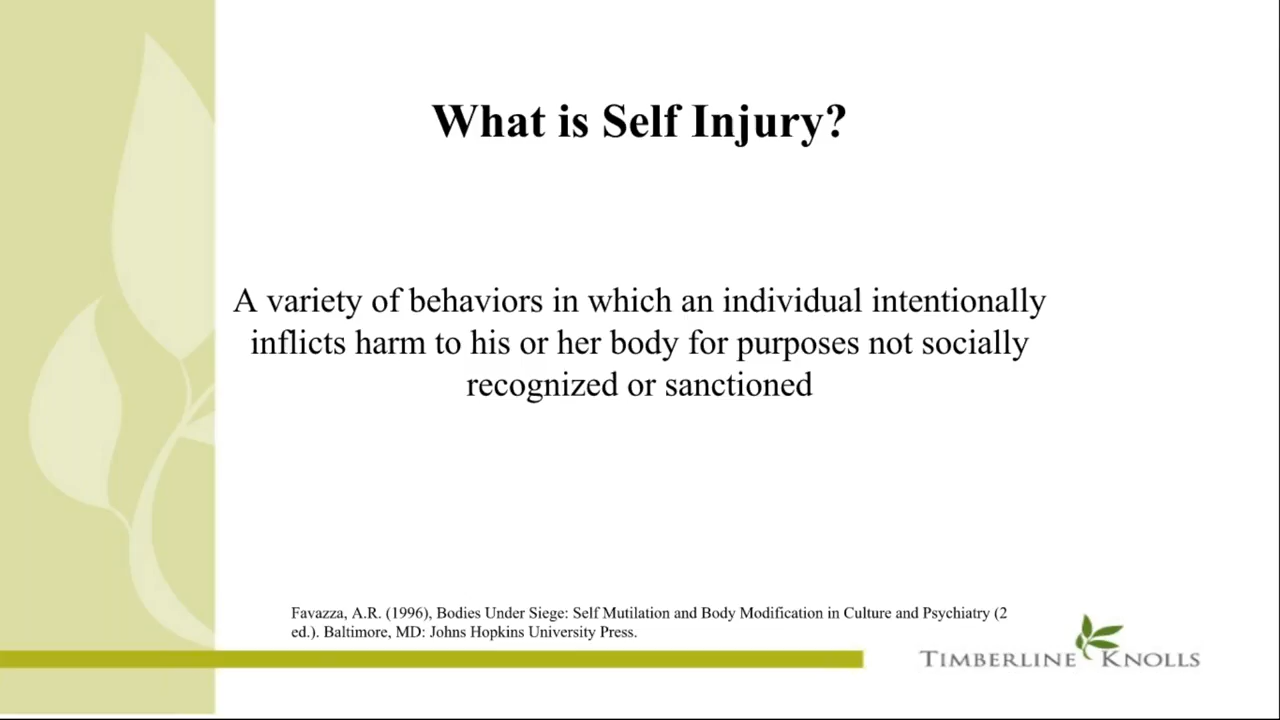 What is Self Injury?
A variety of behaviors in which an individual intentionally
inflicts harm to his or her body for purposes not socially
recognized or sanctioned
Favazza, A.R. (1996), Bodies Under Siege: Self Mutilation and Body Modification in Culture and Psychiatry (2
ed.). Baltimore, MD: Johns Hopkins University Press.
TIMBERLINE KNOLLS